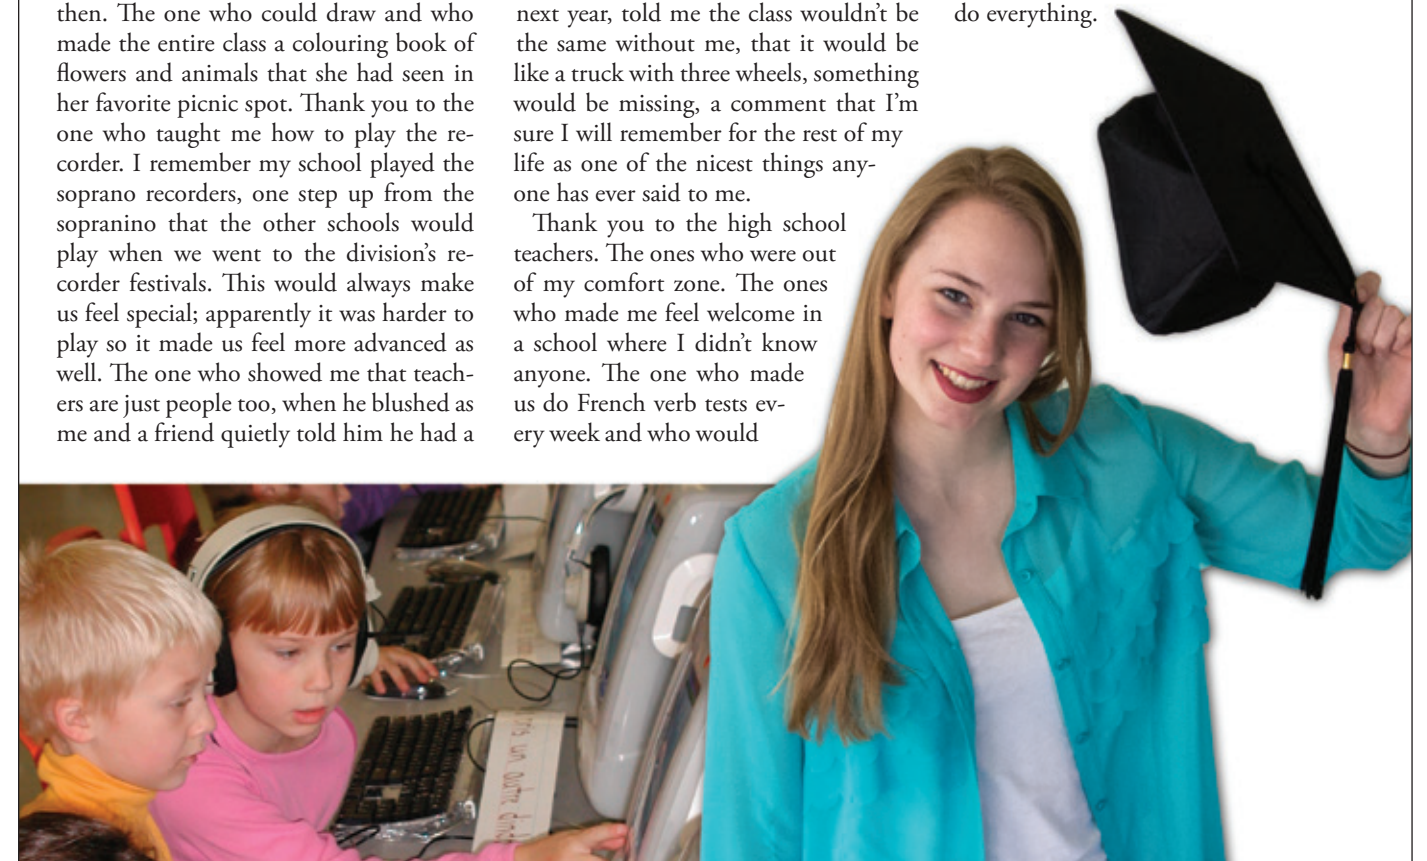 then. The one who could draw and who
made the entire class a colouring book of
flowers and animals that she had seen in
her favorite picnic spot. Thank you to the
one who taught me how to play the re-
corder. I remember my school played the
soprano recorders, one step up from the
sopranino that the other schools would
play when we went to the division's re-
corder festivals. This would always make
us feel special; apparently it was harder to
play so it made us feel more advanced as
well. The one who showed me that teach-
ers are just people too, when he blushed as
me and a friend quietly told him he had a
next year, told me the class wouldn't be
the same without me, that it would be
like a truck with three wheels, something
would be missing, a comment that I'm
sure I will remember for the rest of my
life as one of the nicest things any-
one has ever said to me.
Thank you to the high school
teachers. The ones who were out
of my comfort zone. The ones
who made me feel welcome in
a school where I didn't know
anyone. The one who made
us do French verb tests ev-
ery week and who would
do everything.
un autre